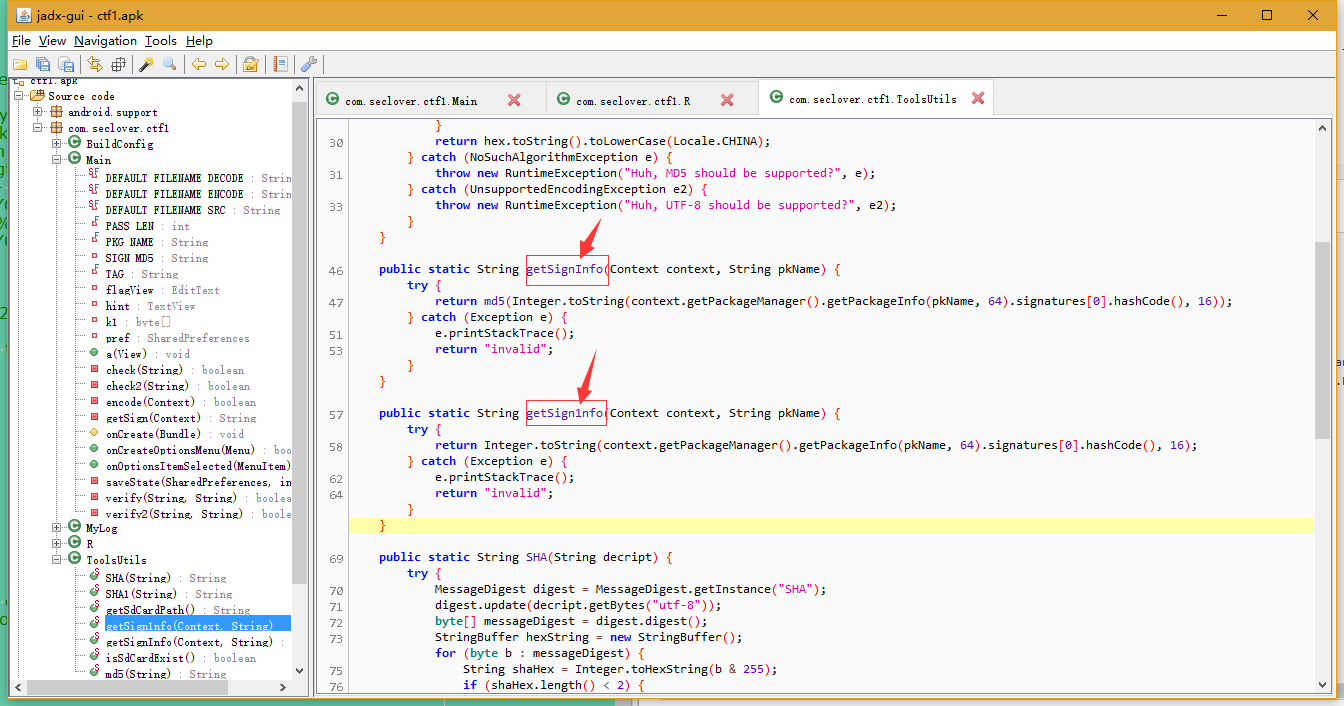 jadx-gui - ctf1.apk
File View Navigation Tools Help
ctf1.apk
Source code
android.support
com.seclover.ctf1
BuildConfig
Main
DEFAULT FILENAME DECODE : Strin
DEFAULT FILENAME ENCODE : Strin
DEFAULT FILENAME SRC : String
PASS LEN : int
PKG NAME : String
SIGN MD5 : String
TAG : String
flagView : EditText
hint : TextView
k1 : byte[]
pref : SharedPreferences
a(View) : void
check(String) : boolean
check2(String) : boolean
encode(Context) : boolean
getSign(Context) : String
onCreate(Bundle) : void
onCreateOptionsMenu(Menu) : boo
onOptionsItemSelected(MenuItem)
saveState(SharedPreferences, in
verify(String, String) : boolea
verify2(String, String) : boole
MyLog
R
ToolsUtils
SHA(String) : String
SHA1(String) : String
getSdCardPath() : String
getSign1nfo(Context, String)
getSignInfo(Context, String) :
isSdCardExist() : boolean
md5(String) : String
com.seclover.ctf1.Main
com.seclover.ctf1.R
com.seclover.ctf1.ToolsUtils
}
30 return hex.toString().toLowerCase(Locale.CHINA);
} catch (NoSuchAlgorithmException e) {
31 throw new RuntimeException("Huh, MD5 should be supported?", e);
} catch (UnsupportedEncodingException e2) {
33 throw new RuntimeException("Huh, UTF-8 should be supported?", e2);
}
}
46 public static String getSignInfo(Context context, String pkName) {
try {
47 return md5(Integer.toString(context.getPackageManager().getPackageInfo(pkName, 64).signatures[0].hashCode(), 16));
} catch (Exception e) {
51 e.printStackTrace();
53 return "invalid";
}
}
57 public static String getSign1nfo(Context context, String pkName) {
try {
58 return Integer.toString(context.getPackageManager().getPackageInfo(pkName, 64).signatures[0].hashCode(), 16);
} catch (Exception e) {
62 e.printStackTrace();
64 return "invalid";
}
}
69 public static String SHA(String decript) {
try {
70 MessageDigest digest = MessageDigest.getInstance("SHA");
71 digest.update(decript.getBytes("utf-8"));
72 byte[] messageDigest = digest.digest();
73 StringBuffer hexString = new StringBuffer();
for (byte b : messageDigest) {
75 String shaHex = Integer.toHexString(b & 255);
76 if (shaHex.length() < 2) {